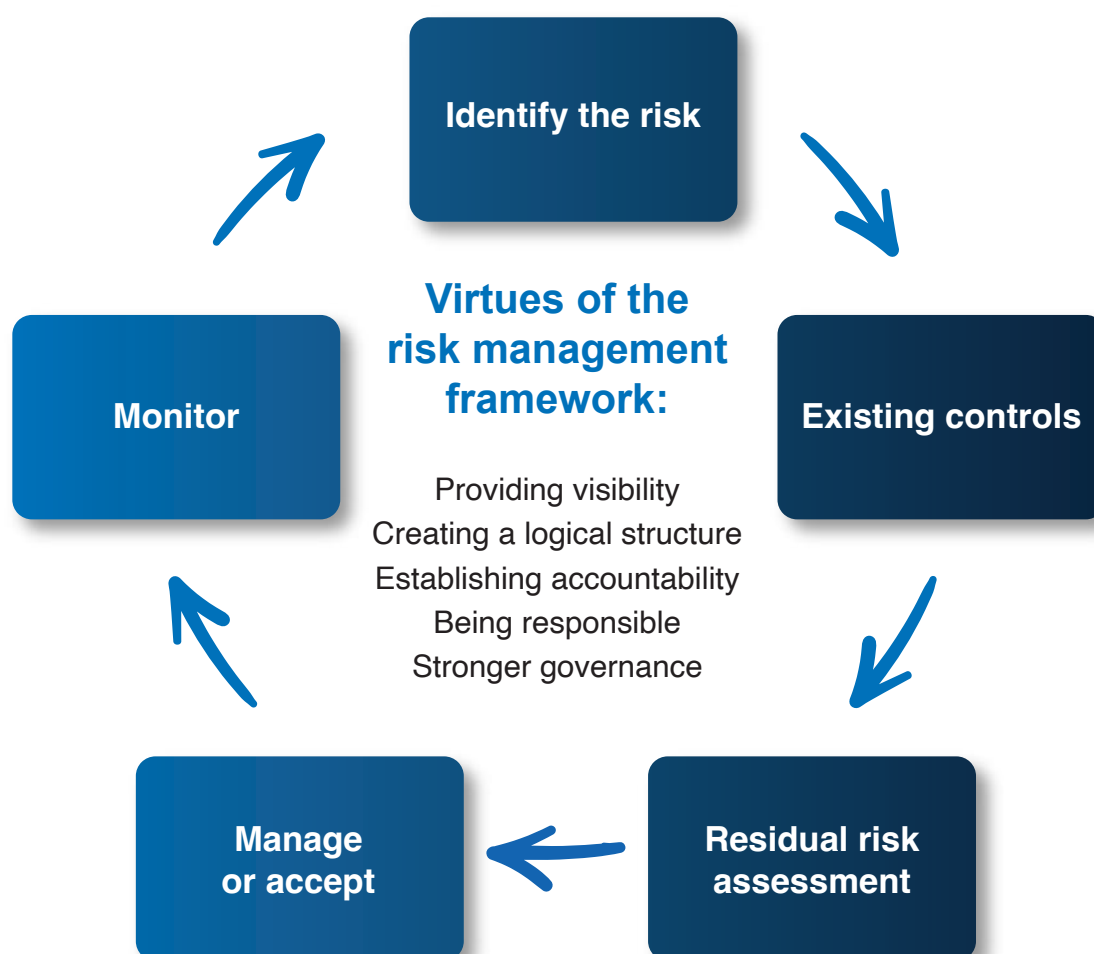 Identify the risk
Virtues of the
risk management
framework:
Monitor
Existing controls
Providing visibility
Creating a logical structure
Establishing accountability
Being responsible
Stronger governance
Manage
or accept
Residual risk
assessment